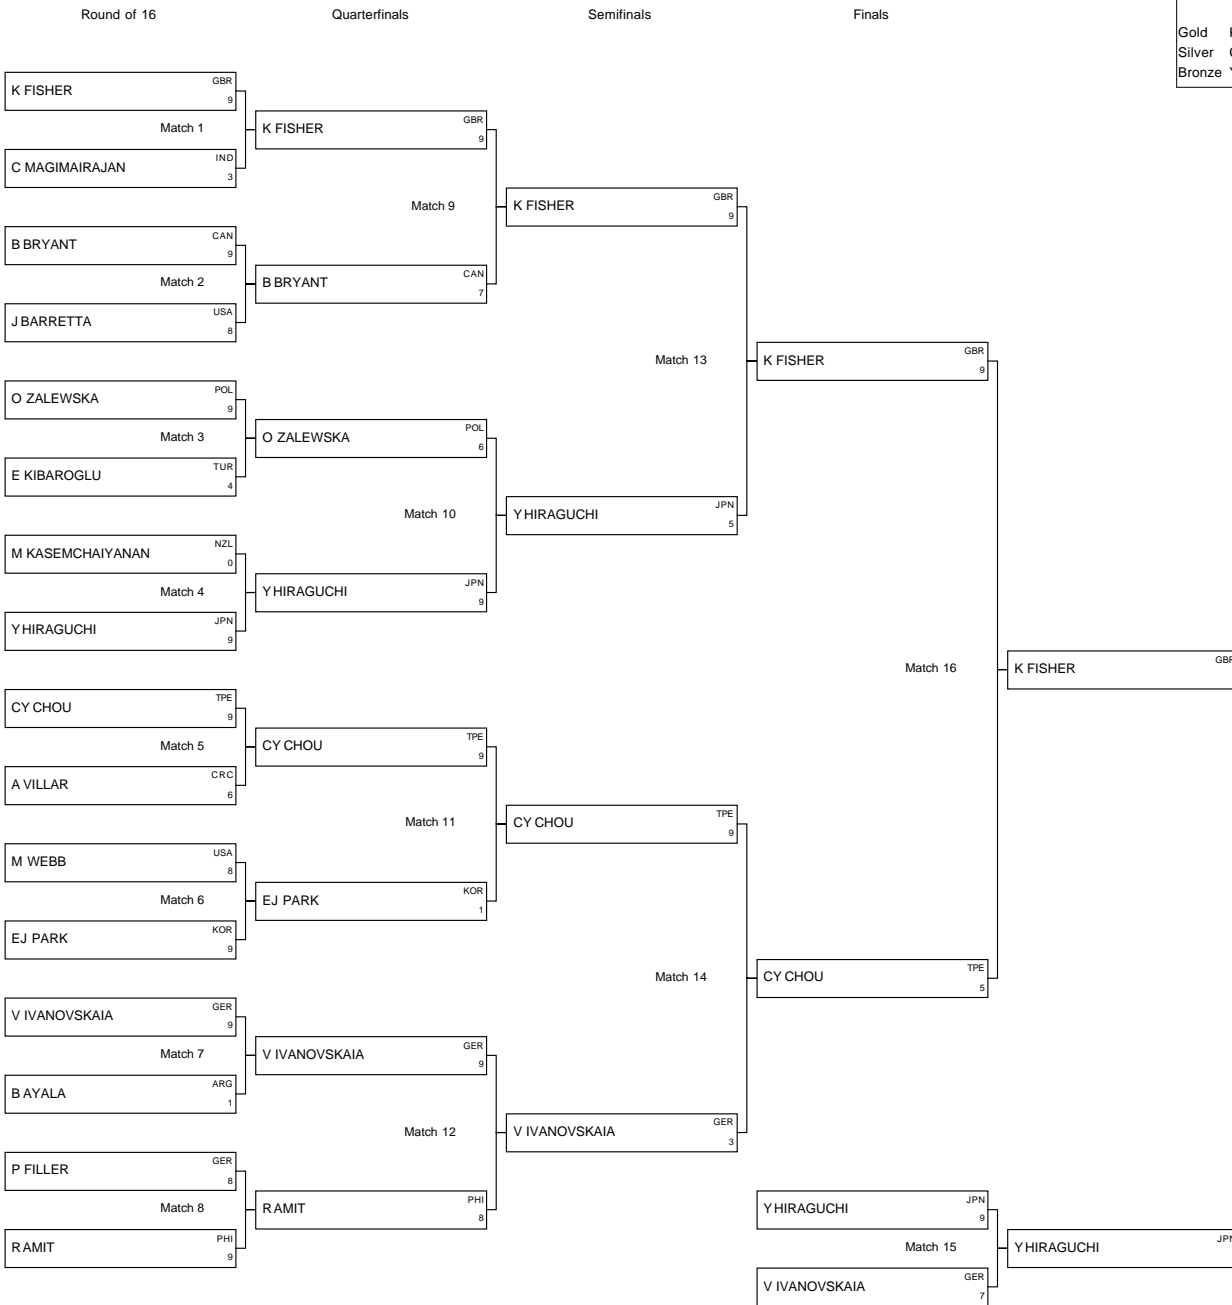 Round of 16 Quarterfinals Semifinals Finals
Gold
Silver
Bronze
K FISHER GBR 9
Match 1
C MAGIMAIRAJAN IND 3
B BRYANT CAN 9
Match 2
J BARRETTA USA 8
O ZALEWSKA POL 9
Match 3
E KIBAROGLU TUR 4
M KASEMCHAIYANAN NZL 0
Match 4
Y HIRAGUCHI JPN 9
CY CHOU TPE 9
Match 5
A VILLAR CRC 6
M WEBB USA 8
Match 6
EJ PARK KOR 9
V IVANOVSKAIA GER 9
Match 7
B AYALA ARG 1
P FILLER GER 8
Match 8
R AMIT PHI 9
K FISHER GBR 9
Match 9
B BRYANT CAN 7
O ZALEWSKA POL 6
Match 10
Y HIRAGUCHI JPN 9
CY CHOU TPE 9
Match 11
EJ PARK KOR 1
V IVANOVSKAIA GER 9
Match 12
R AMIT PHI 8
K FISHER GBR 9
Match 13
Y HIRAGUCHI JPN 5
CY CHOU TPE 9
Match 14
V IVANOVSKAIA GER 3
K FISHER GBR 9
Match 16
CY CHOU TPE 5
K FISHER GBR
Y HIRAGUCHI JPN 9
Match 15
V IVANOVSKAIA GER 7
Y HIRAGUCHI JPN